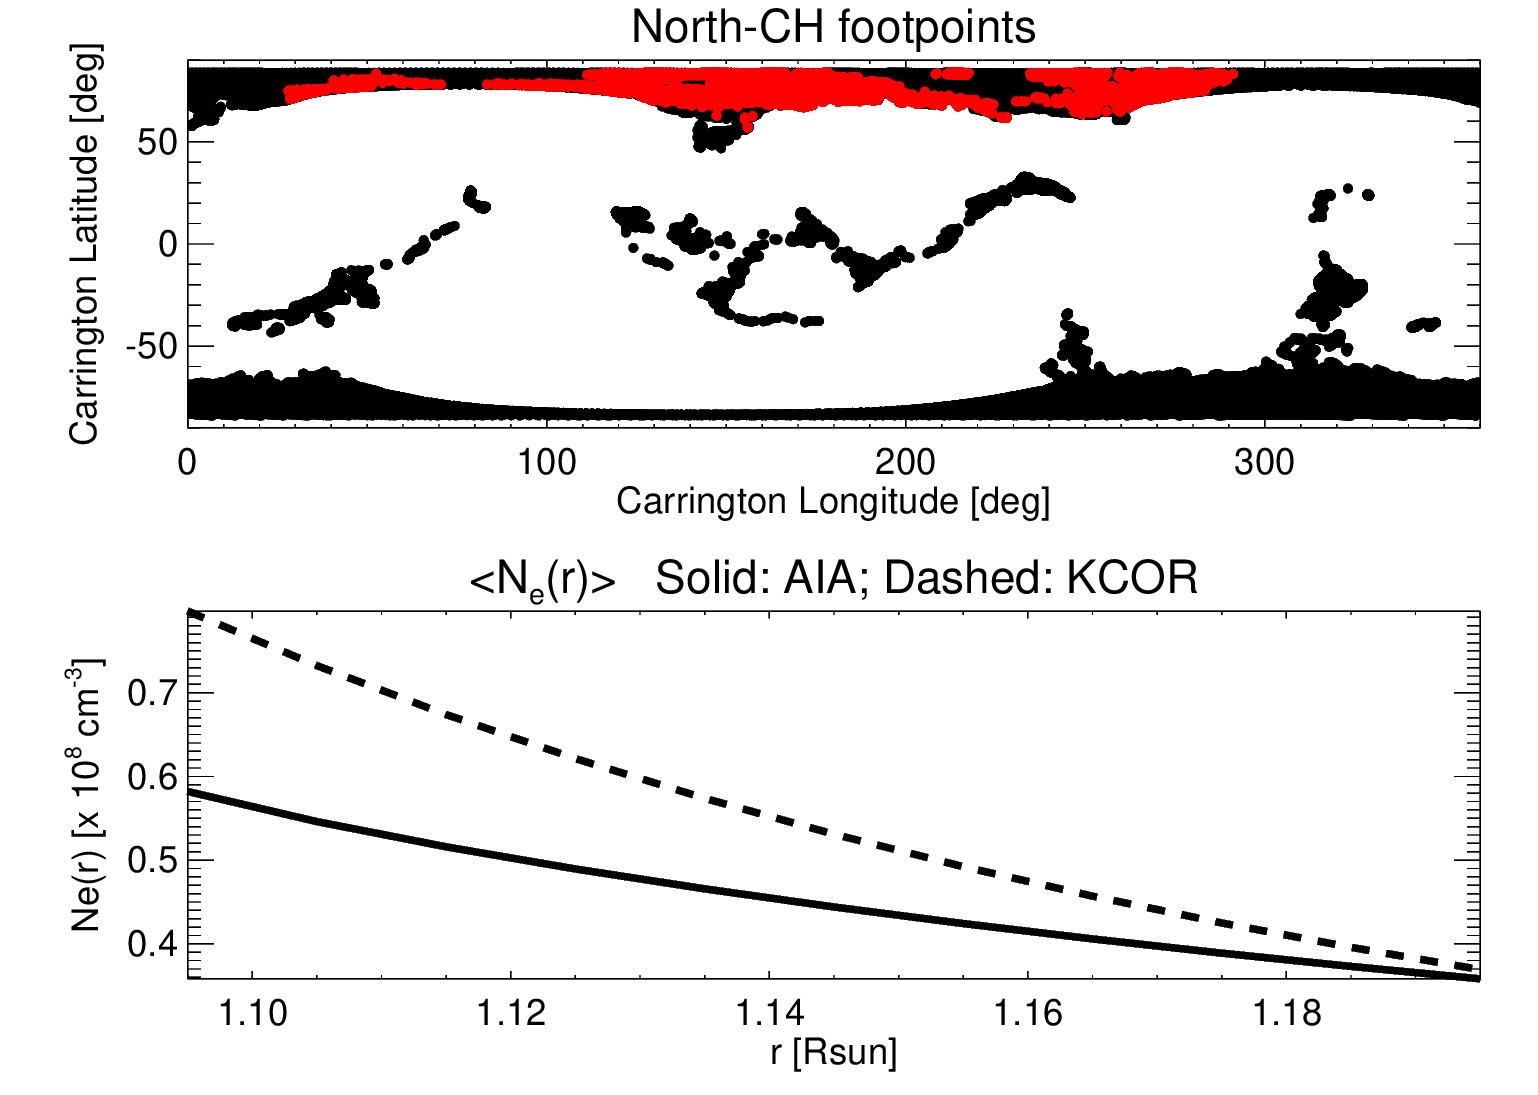 North-CH footpoints
Carrington Latitude [deg]
50
0
-50
0 100 200 300
Carrington Longitude [deg]
<Ne(r)> Solid: AIA; Dashed: KCOR
Ne(r) [x 10⁸ cm⁻³]
0.7
0.6
0.5
0.4
1.10 1.12 1.14 1.16 1.18
r [Rsun]